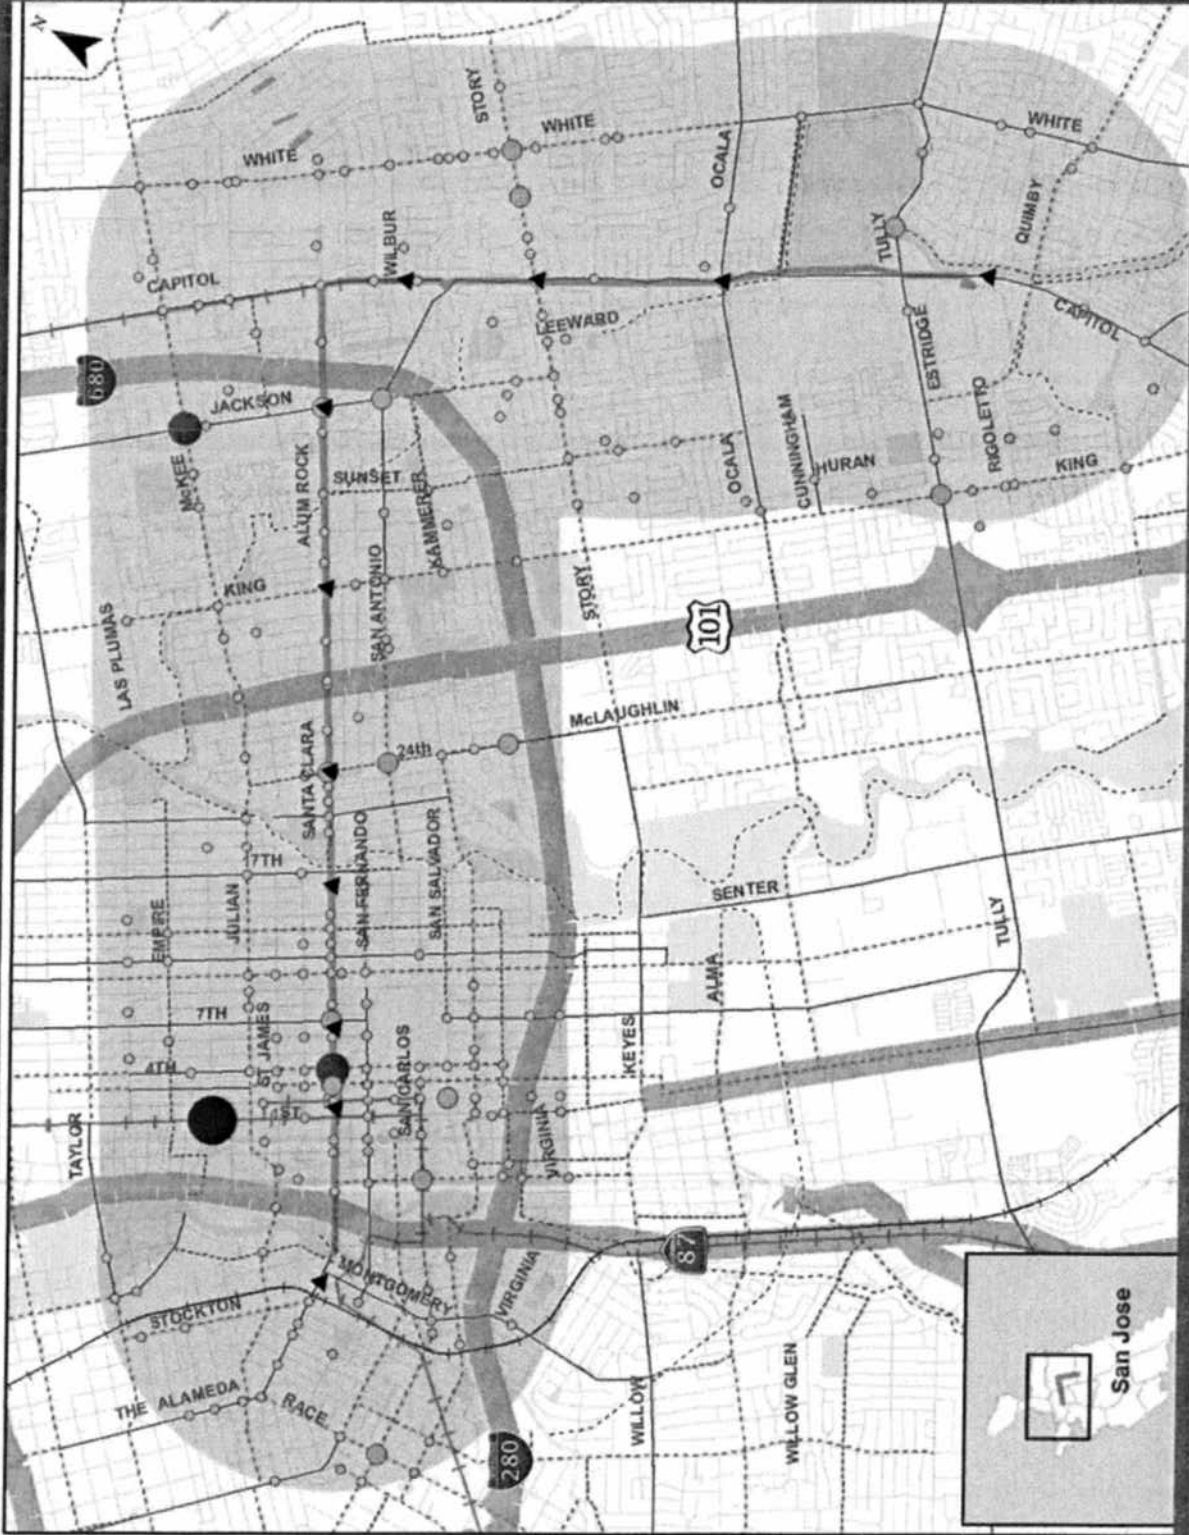 N
STORY
WHITE
WHITE
WHITE
OCALA
WILBUR
TULLY
QUIMBY
CAPITOL
CAPITOL
LEEWARD
ESTRIDGE
680
JACKSON
McKEE
ALUM ROCK
SUNSET
KAMMERER
OCALA
CUNNINGHAM
HURAN
RIGOLETTO
KING
KING
SAN ANTONIO
STORY
LAS PLUMAS
101
McLAUGHLIN
SANTA CLARA
24th
SAN FERNANDO
SAN SALVADOR
7TH
JULIAN
EMPIRE
SENTER
TULLY
ALMA
7TH
ST JAMES
KEYES
4TH
SAN CARLOS
1ST
TAYLOR
VIRGINIA
87
MONTGOMERY
VIRGINIA
STOCKTON
THE ALAMEDA
RACE
WILLOW
WILLOW GLEN
280
San Jose